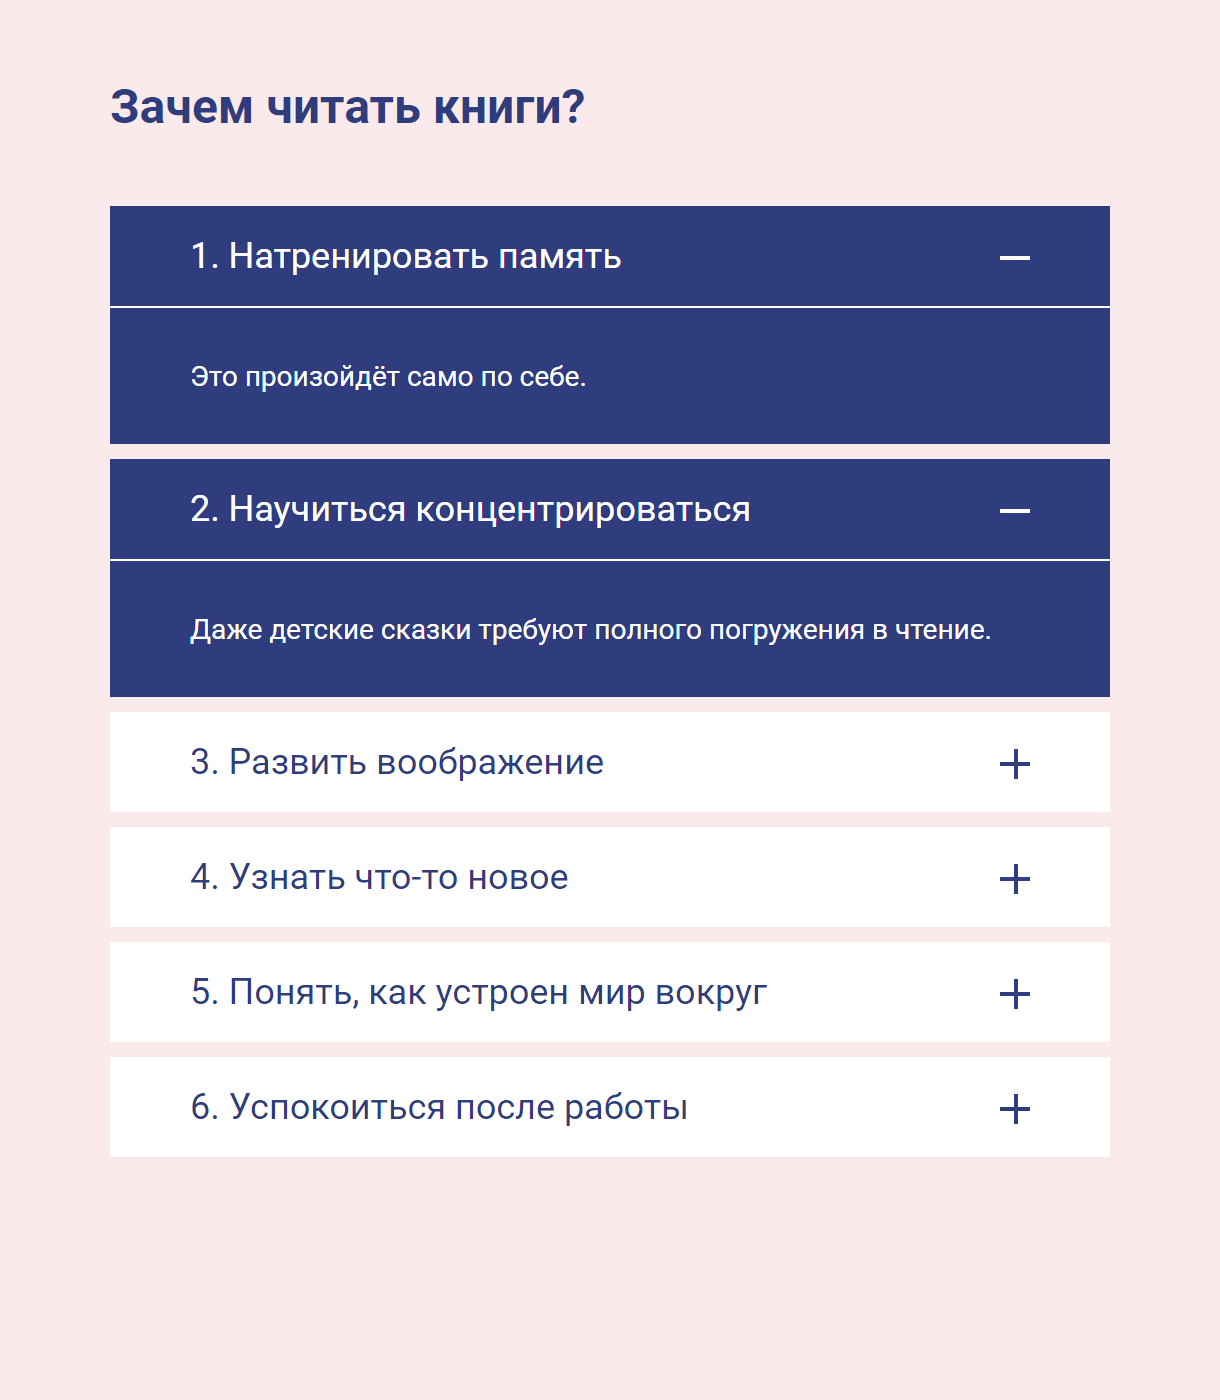 Зачем читать книги?
1. Натренировать память
Это произойдёт само по себе.
2. Научиться концентрироваться
Даже детские сказки требуют полного погружения в чтение.
3. Развить воображение
4. Узнать что-то новое
5. Понять, как устроен мир вокруг
6. Успокоиться после работы